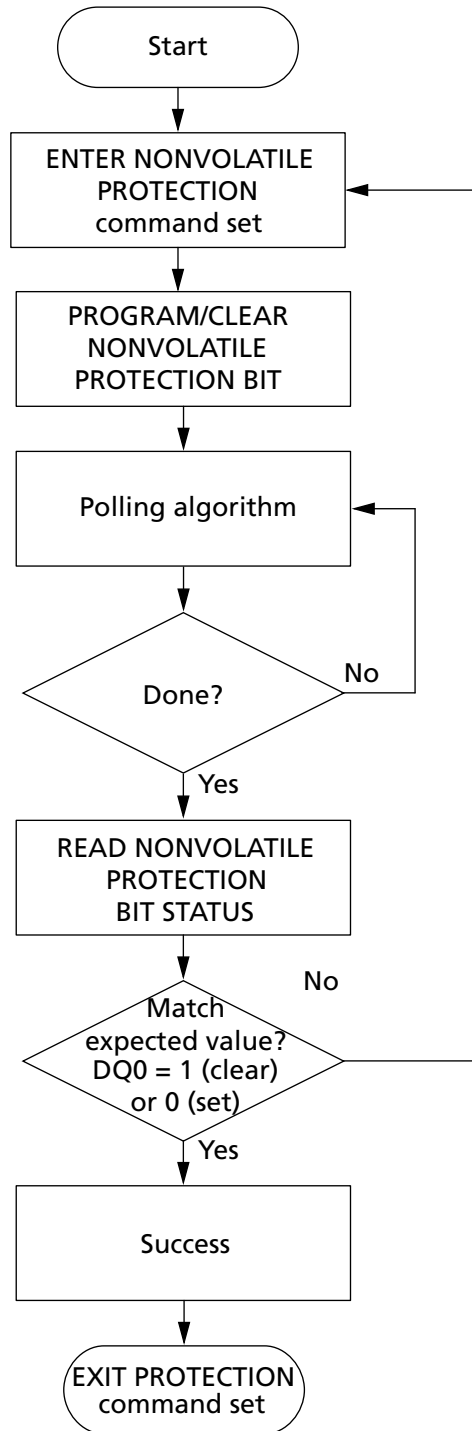 Start
ENTER NONVOLATILE
PROTECTION
command set
PROGRAM/CLEAR
NONVOLATILE
PROTECTION BIT
Polling algorithm
Done?
No
Yes
READ NONVOLATILE
PROTECTION
BIT STATUS
No
Match
expected value?
DQ0 = 1 (clear)
or 0 (set)
Yes
Success
EXIT PROTECTION
command set